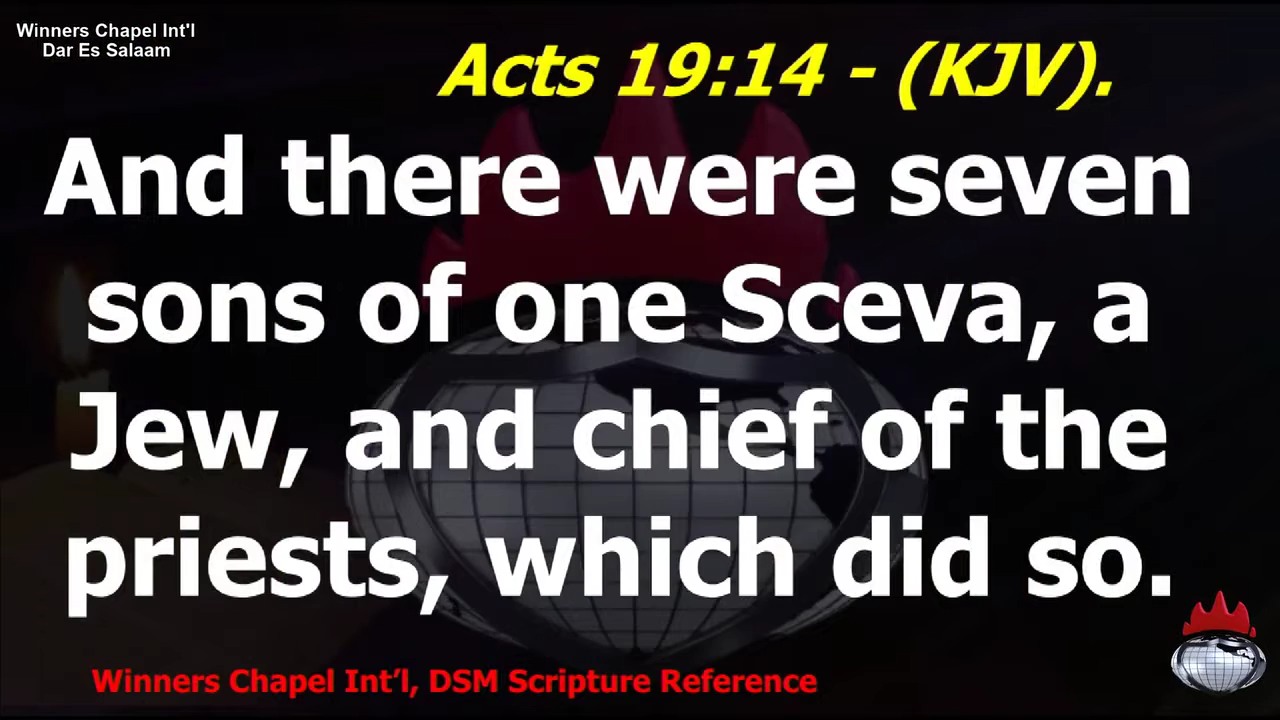 Winners Chapel Int'l
Dar Es Salaam
Acts 19:14 - (KJV).
And there were seven
sons of one Sceva, a
Jew, and chief of the
priests, which did so.
Winners Chapel Int’l, DSM Scripture Reference